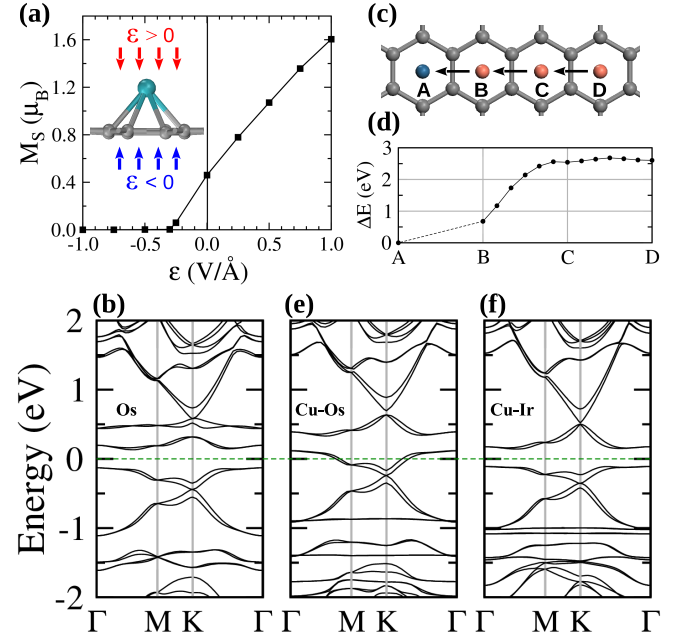 (a)
1.6
1.2
0.8
0.4
0.0
M_S (μ_B)
ε > 0
ε < 0
-1.0 -0.5 0.0 0.5 1.0
ε (V/Å)
(c)
A B C D
(d)
3
2
1
0
ΔE (eV)
A B C D
(b)
2
1
0
-1
-2
Energy (eV)
Os
Γ M K Γ
(e)
Cu-Os
Γ M K Γ
(f)
Cu-Ir
Γ M K Γ